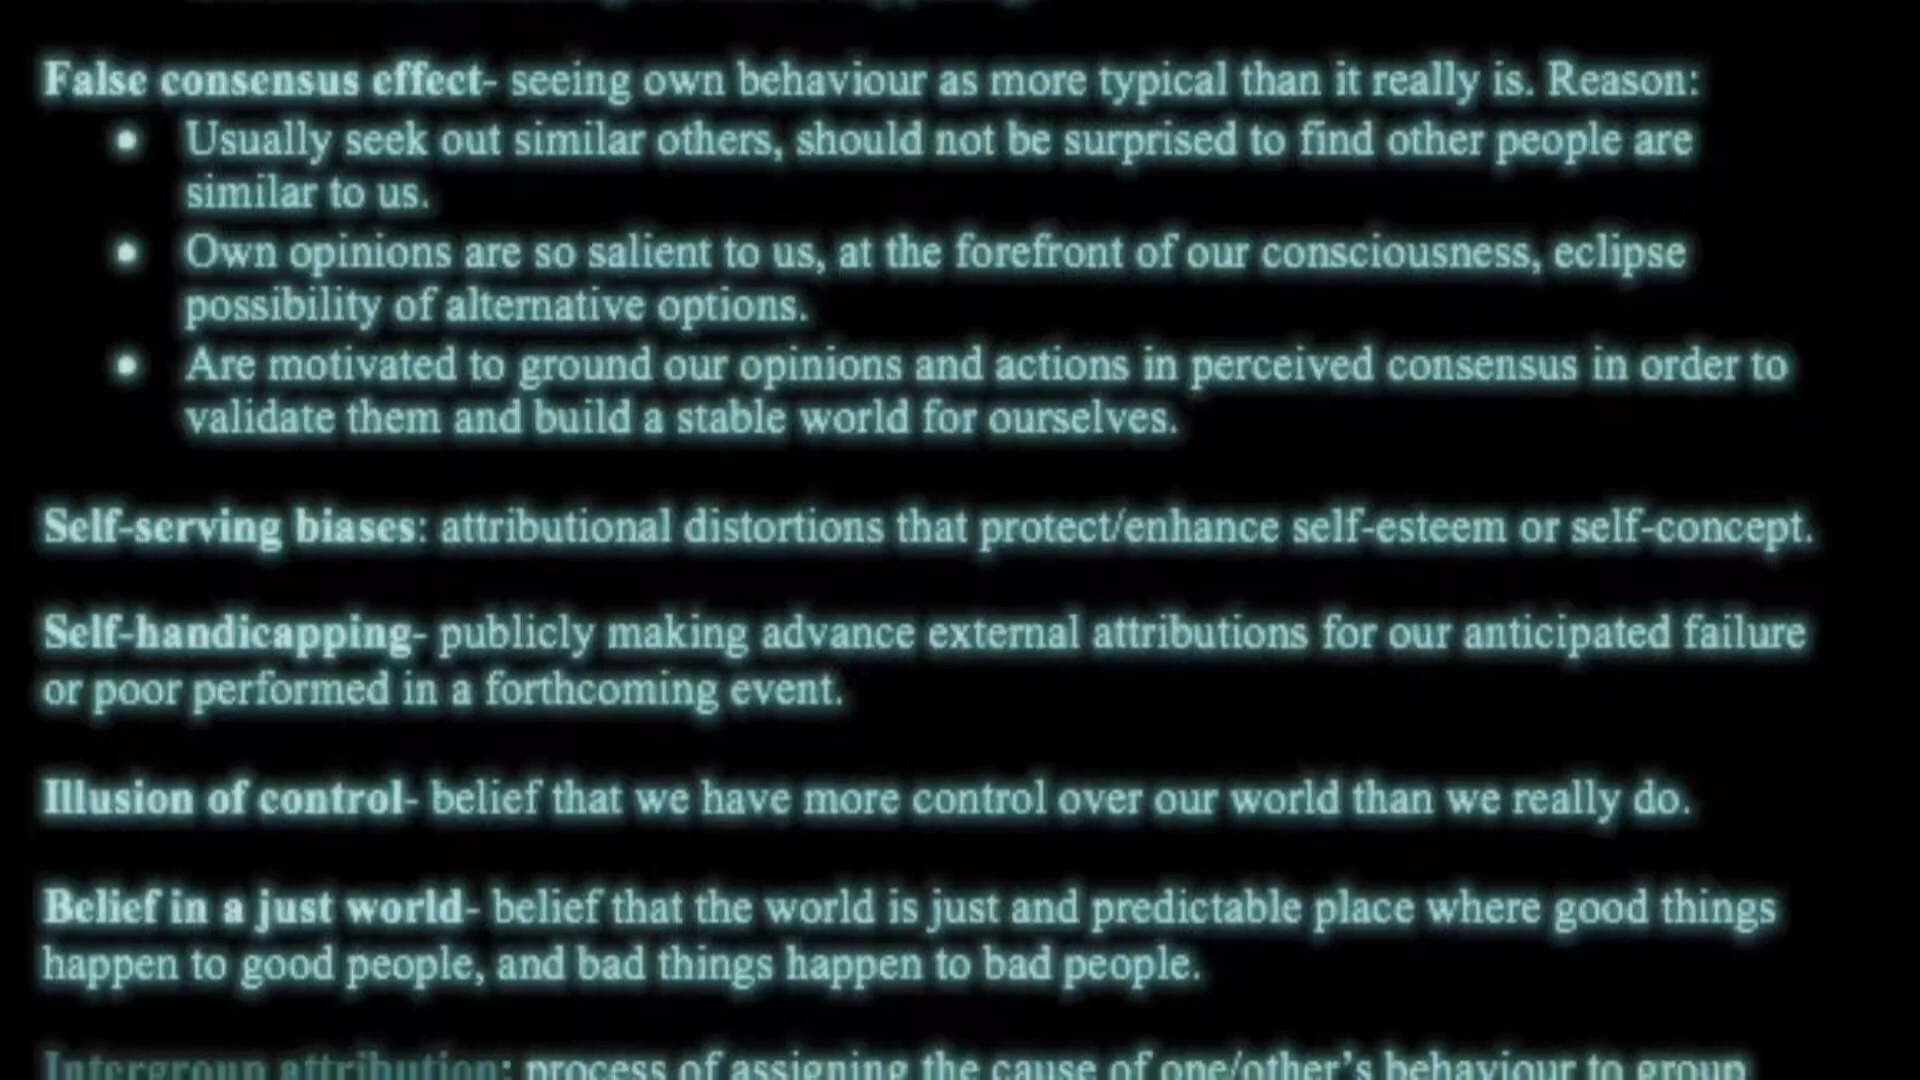 False consensus effect- seeing own behaviour as more typical than it really is. Reason:
• Usually seek out similar others, should not be surprised to find other people are
similar to us.
• Own opinions are so salient to us, at the forefront of our consciousness, eclipse
possibility of alternative options.
• Are motivated to ground our opinions and actions in perceived consensus in order to
validate them and build a stable world for ourselves.
Self-serving biases: attributional distortions that protect/enhance self-esteem or self-concept.
Self-handicapping- publicly making advance external attributions for our anticipated failure
or poor performed in a forthcoming event.
Illusion of control- belief that we have more control over our world than we really do.
Belief in a just world- belief that the world is just and predictable place where good things
happen to good people, and bad things happen to bad people.
Intergroup attribution: process of assigning the cause of one/other's behaviour to group